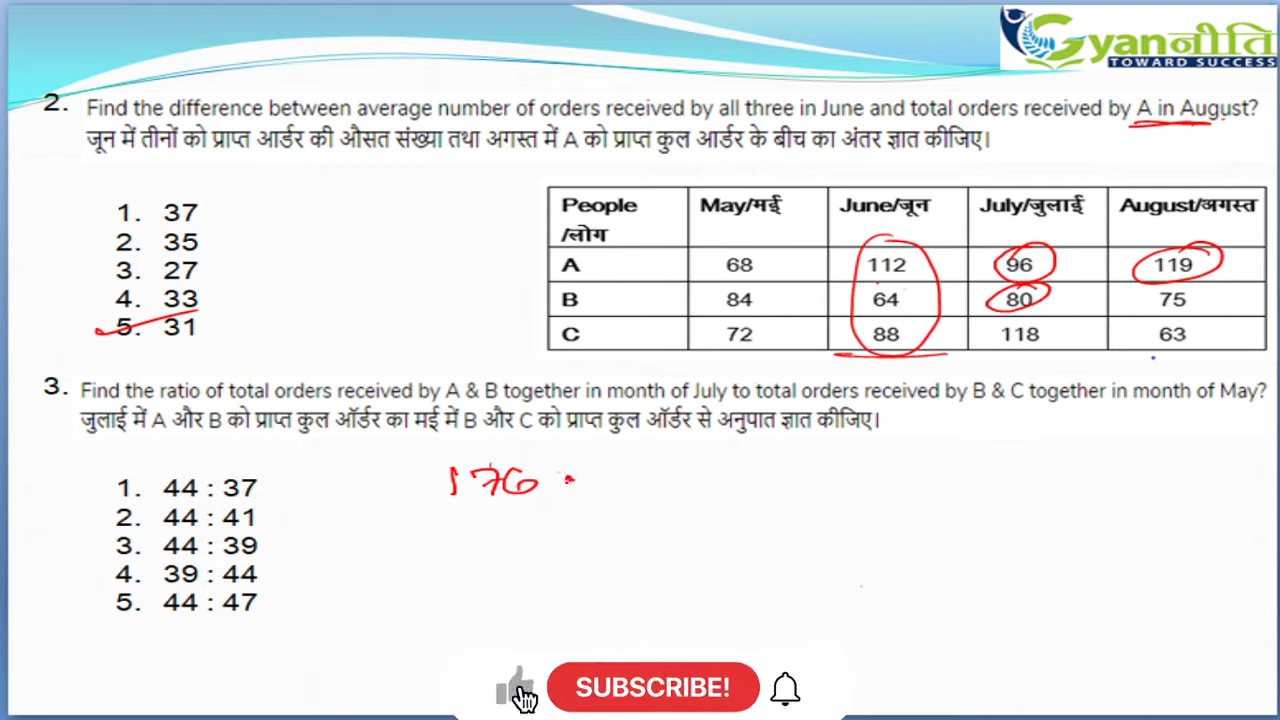 Gyanनीति
TOWARD SUCCESS
2. Find the difference between average number of orders received by all three in June and total orders received by A in August?
जून में तीनों को प्राप्त आर्डर की औसत संख्या तथा अगस्त में A को प्राप्त कुल आर्डर के बीच का अंतर ज्ञात कीजिए।
1. 37
2. 35
3. 27
4. 33
5. 31
People /लोग May/मई June/जून July/जुलाई August/अगस्त
A 68 112 96 119
B 84 64 80 75
C 72 88 118 63
3. Find the ratio of total orders received by A & B together in month of July to total orders received by B & C together in month of May?
जुलाई में A और B को प्राप्त कुल ऑर्डर का मई में B और C को प्राप्त कुल ऑर्डर से अनुपात ज्ञात कीजिए।
1. 44 : 37
2. 44 : 41
3. 44 : 39
4. 39 : 44
5. 44 : 47
176
SUBSCRIBE!